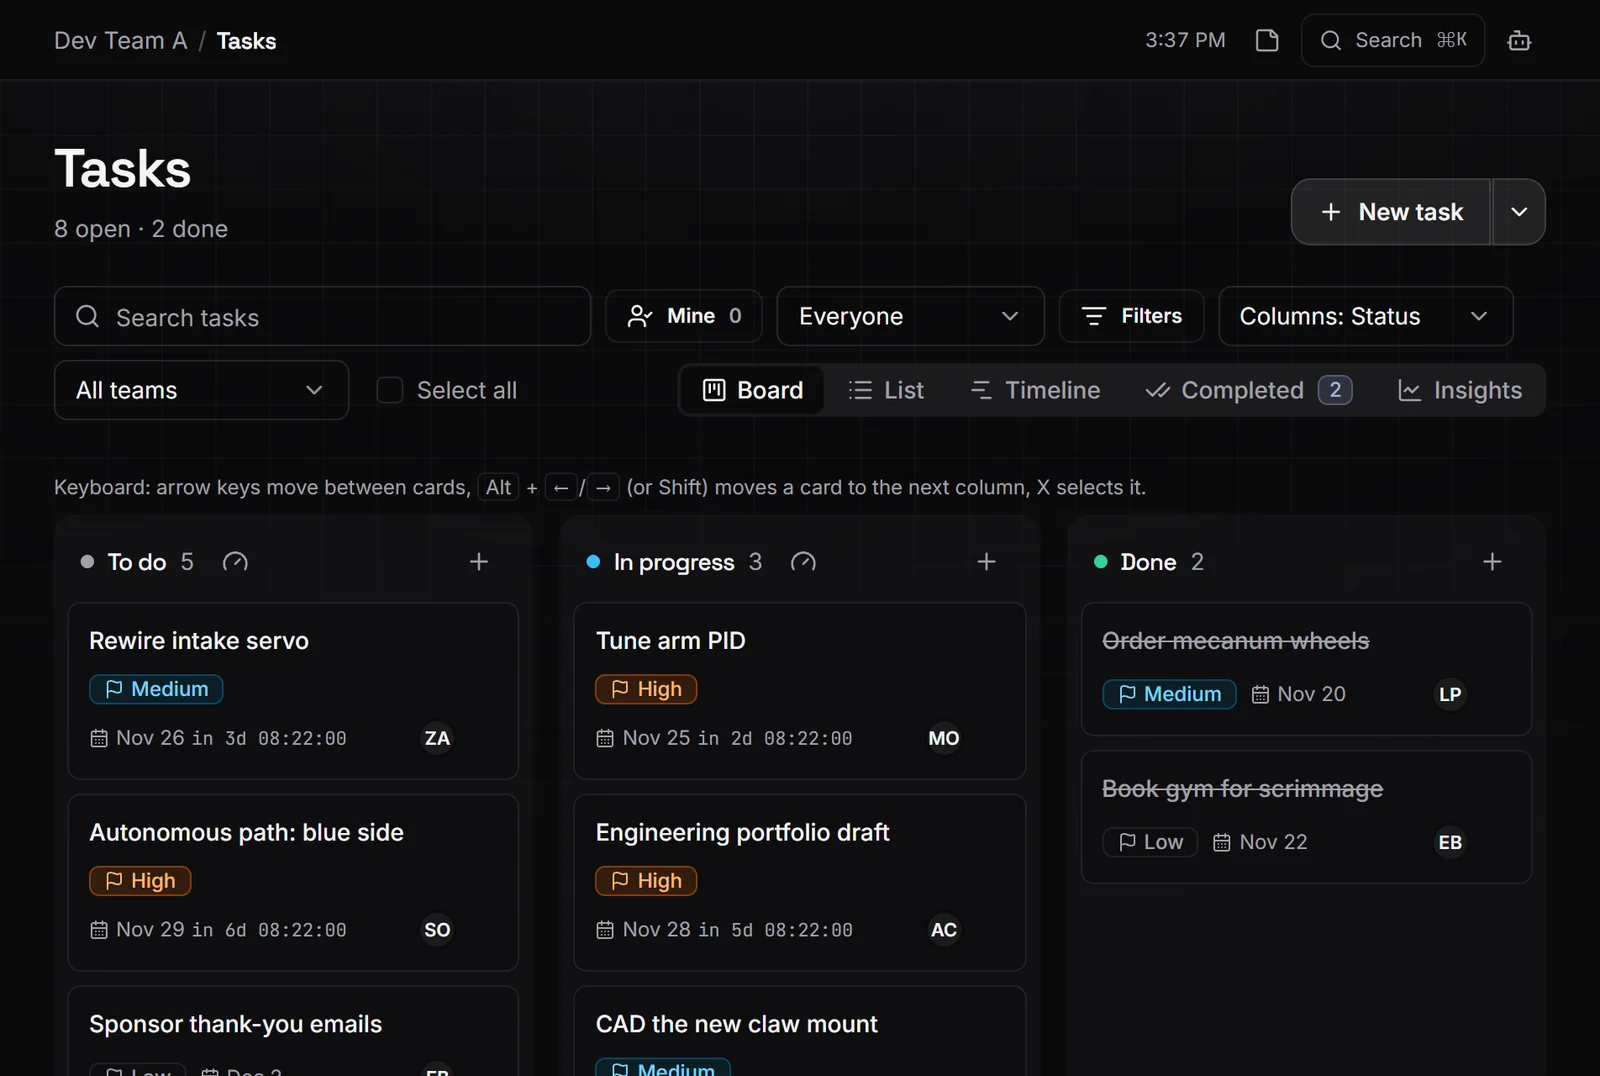 Dev Team A / Tasks
3:37 PM
Search ⌘K
Tasks
8 open · 2 done
+ New task
Search tasks
Mine 0
Everyone
Filters
Columns: Status
All teams
Select all
Board
List
Timeline
Completed 2
Insights
Keyboard: arrow keys move between cards, Alt + ←/→ (or Shift) moves a card to the next column, X selects it.
To do 5
Rewire intake servo
Medium
Nov 26 in 3d 08:22:00 ZA
Autonomous path: blue side
High
Nov 29 in 6d 08:22:00 SO
Sponsor thank-you emails
Low Dec 2 EB
In progress 3
Tune arm PID
High
Nov 25 in 2d 08:22:00 MO
Engineering portfolio draft
High
Nov 28 in 5d 08:22:00 AC
CAD the new claw mount
Medium
Done 2
Order mecanum wheels
Medium Nov 20 LP
Book gym for scrimmage
Low Nov 22 EB